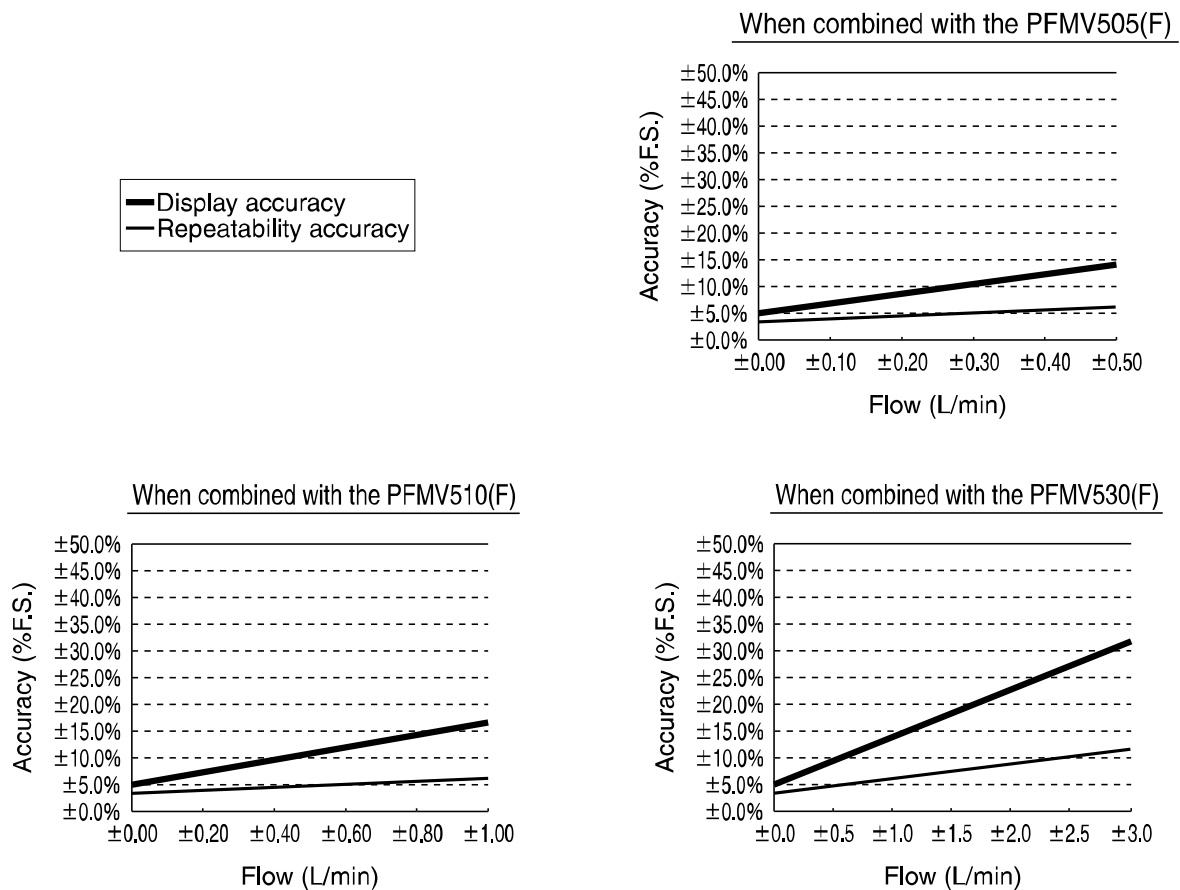 When combined with the PFMV505(F)
Display accuracy
Repeatability accuracy
Accuracy (%F.S.)
±50.0%
±45.0%
±40.0%
±35.0%
±30.0%
±25.0%
±20.0%
±15.0%
±10.0%
±5.0%
±0.0%
±0.00 ±0.10 ±0.20 ±0.30 ±0.40 ±0.50
Flow (L/min)
When combined with the PFMV510(F)
Accuracy (%F.S.)
±50.0%
±45.0%
±40.0%
±35.0%
±30.0%
±25.0%
±20.0%
±15.0%
±10.0%
±5.0%
±0.0%
±0.00 ±0.20 ±0.40 ±0.60 ±0.80 ±1.00
Flow (L/min)
When combined with the PFMV530(F)
Accuracy (%F.S.)
±50.0%
±45.0%
±40.0%
±35.0%
±30.0%
±25.0%
±20.0%
±15.0%
±10.0%
±5.0%
±0.0%
±0.0 ±0.5 ±1.0 ±1.5 ±2.0 ±2.5 ±3.0
Flow (L/min)